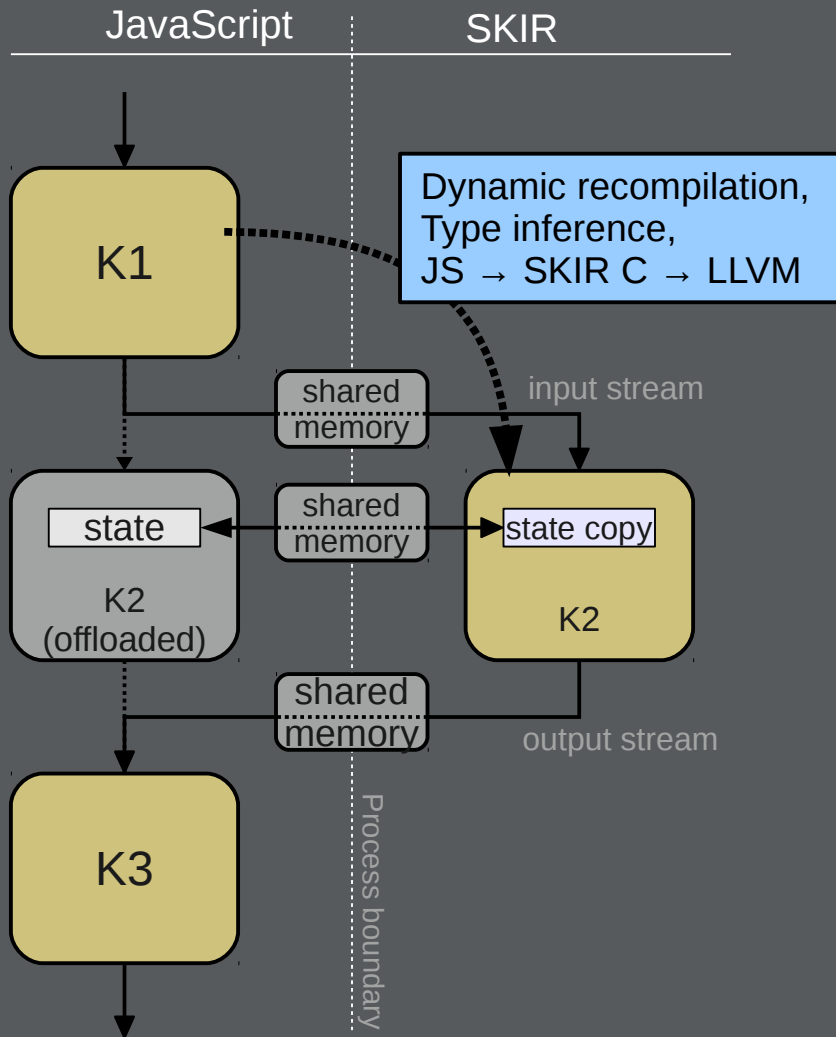 JavaScript
SKIR
Dynamic recompilation,
Type inference,
JS → SKIR C → LLVM
K1
shared
memory
input stream
state
K2
(offloaded)
shared
memory
state copy
K2
shared
memory
output stream
K3
Process boundary